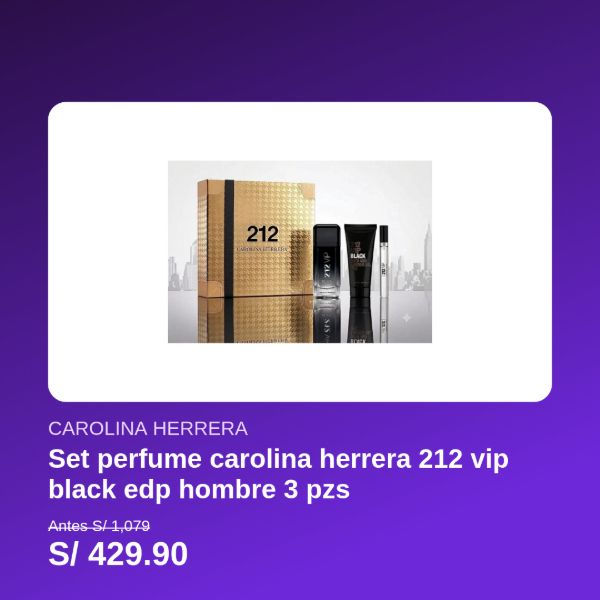 212
CAROLINA HERRERA
212 VIP
BLACK
CAROLINA HERRERA
Set perfume carolina herrera 212 vip
black edp hombre 3 pzs
Antes S/ 1,079
S/ 429.90